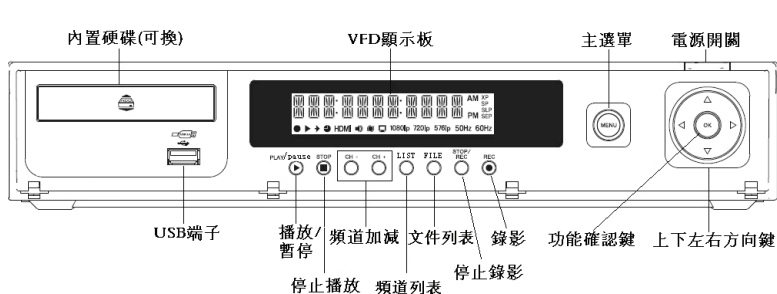 內置硬碟(可換)
VFD顯示板
主選單
電源開關
AM
XP
SP
SLP
PM
SEP
HDMI 1080Ip 720Ip 576Ip 50Hz 60Hz
MENU
OK
PLAY/pause
STOP
CH -
CH +
LIST
FILE
STOP/
REC
REC
USB端子
播放/
暫停
頻道加減
文件列表
錄影
功能確認鍵
上下左右方向鍵
停止播放
頻道列表
停止錄影